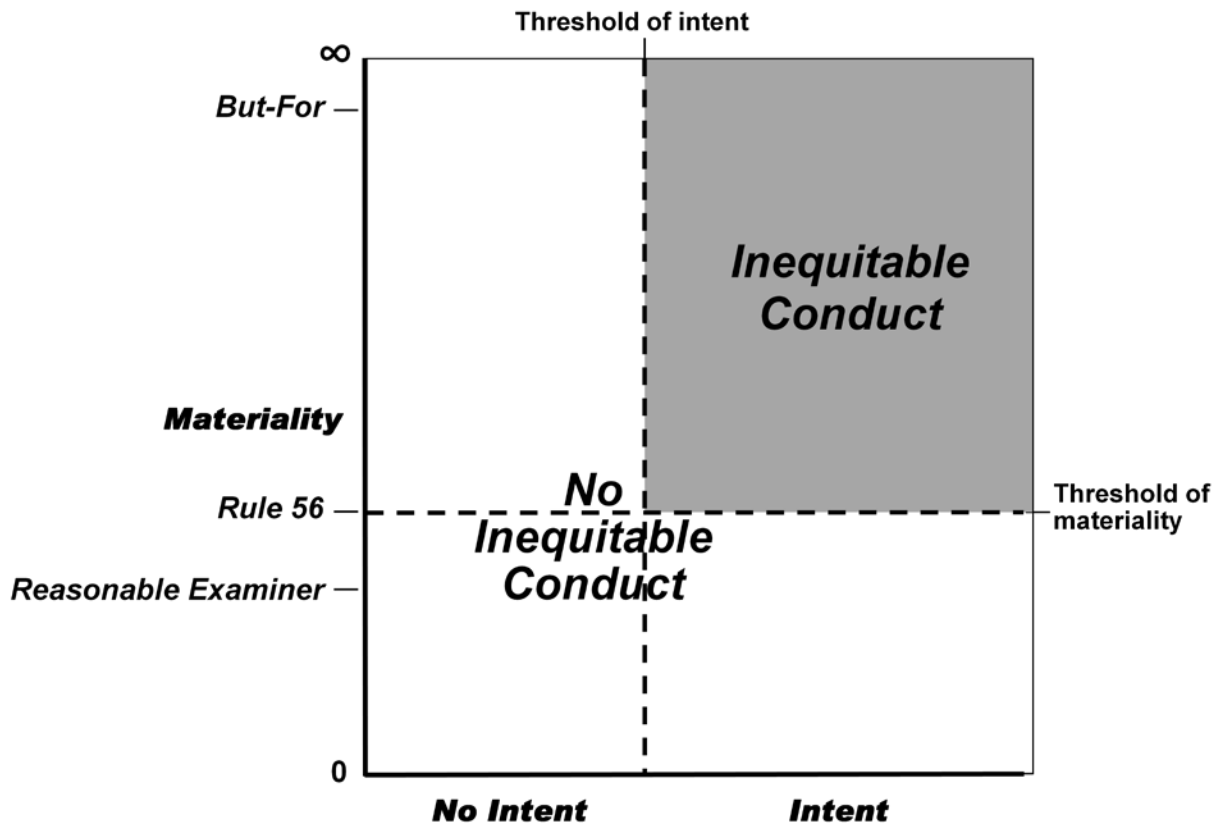 Threshold of intent
∞
But-For
Inequitable
Conduct
Materiality
No
Rule 56
Threshold of
materiality
Inequitable
Conduct
Reasonable Examiner
0
No Intent
Intent